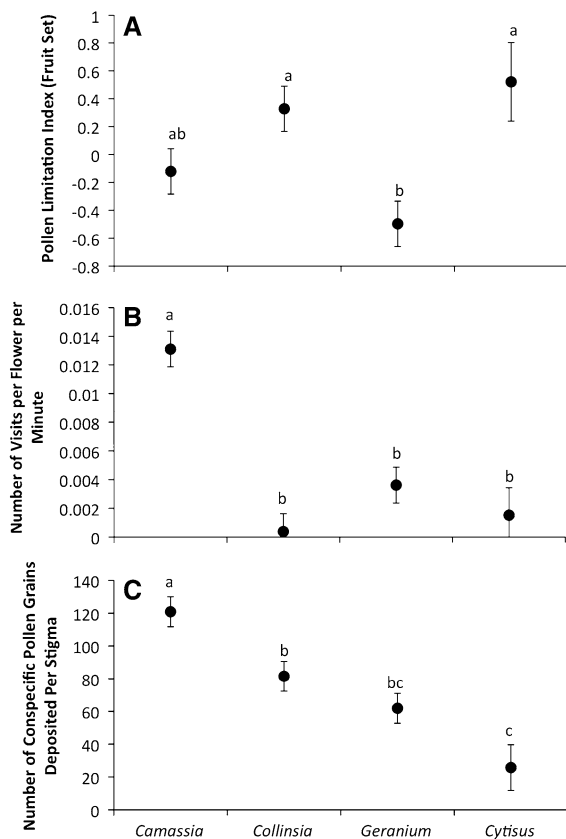 A
Pollen Limitation Index (Fruit Set)
1
0.8
0.6
0.4
0.2
0
-0.2
-0.4
-0.6
-0.8
ab
a
b
a
B
Number of Visits per Flower per
Minute
0.016
0.014
0.012
0.01
0.008
0.006
0.004
0.002
0
a
b
b
b
C
Number of Conspecific Pollen Grains
Deposited Per Stigma
140
120
100
80
60
40
20
0
a
b
bc
c
Camassia Collinsia Geranium Cytisus